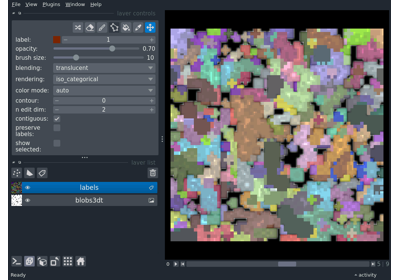 File View Plugins Window Help
layer controls
label: 1
opacity: 0.70
brush size: 10
blending: translucent
rendering: iso_categorical
color mode: auto
contour: 0
n edit dim: 2
contiguous:
preserve
labels:
show
selected:
layer list
labels
blobs3dt
Ready
activity